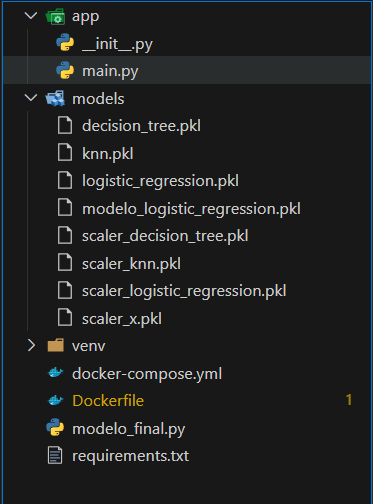 app
__init__.py
main.py
models
decision_tree.pkl
knn.pkl
logistic_regression.pkl
modelo_logistic_regression.pkl
scaler_decision_tree.pkl
scaler_knn.pkl
scaler_logistic_regression.pkl
scaler_x.pkl
venv
docker-compose.yml
Dockerfile 1
modelo_final.py
requirements.txt